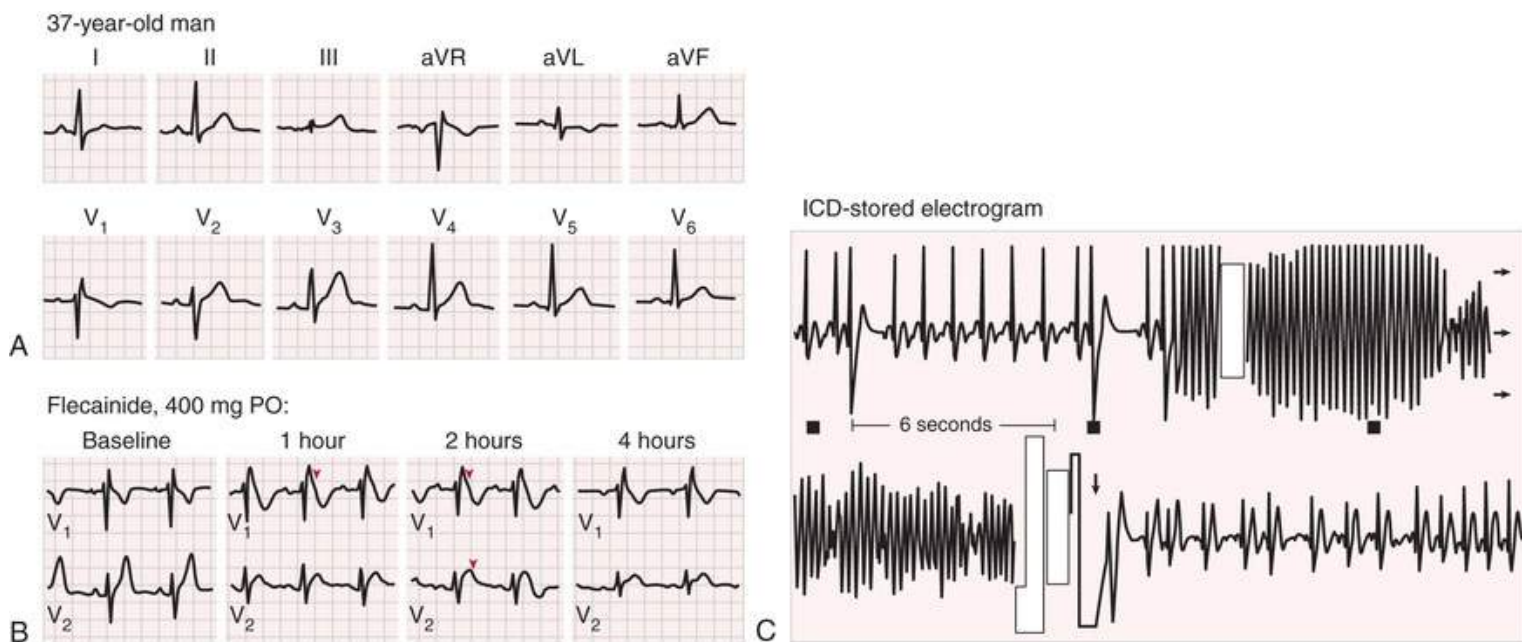 37-year-old man
I II III aVR aVL aVF
V1 V2 V3 V4 V5 V6
A
Flecainide, 400 mg PO:
Baseline 1 hour 2 hours 4 hours
V1 V1 V1 V1
V2 V2 V2 V2
B
ICD-stored electrogram
6 seconds
C